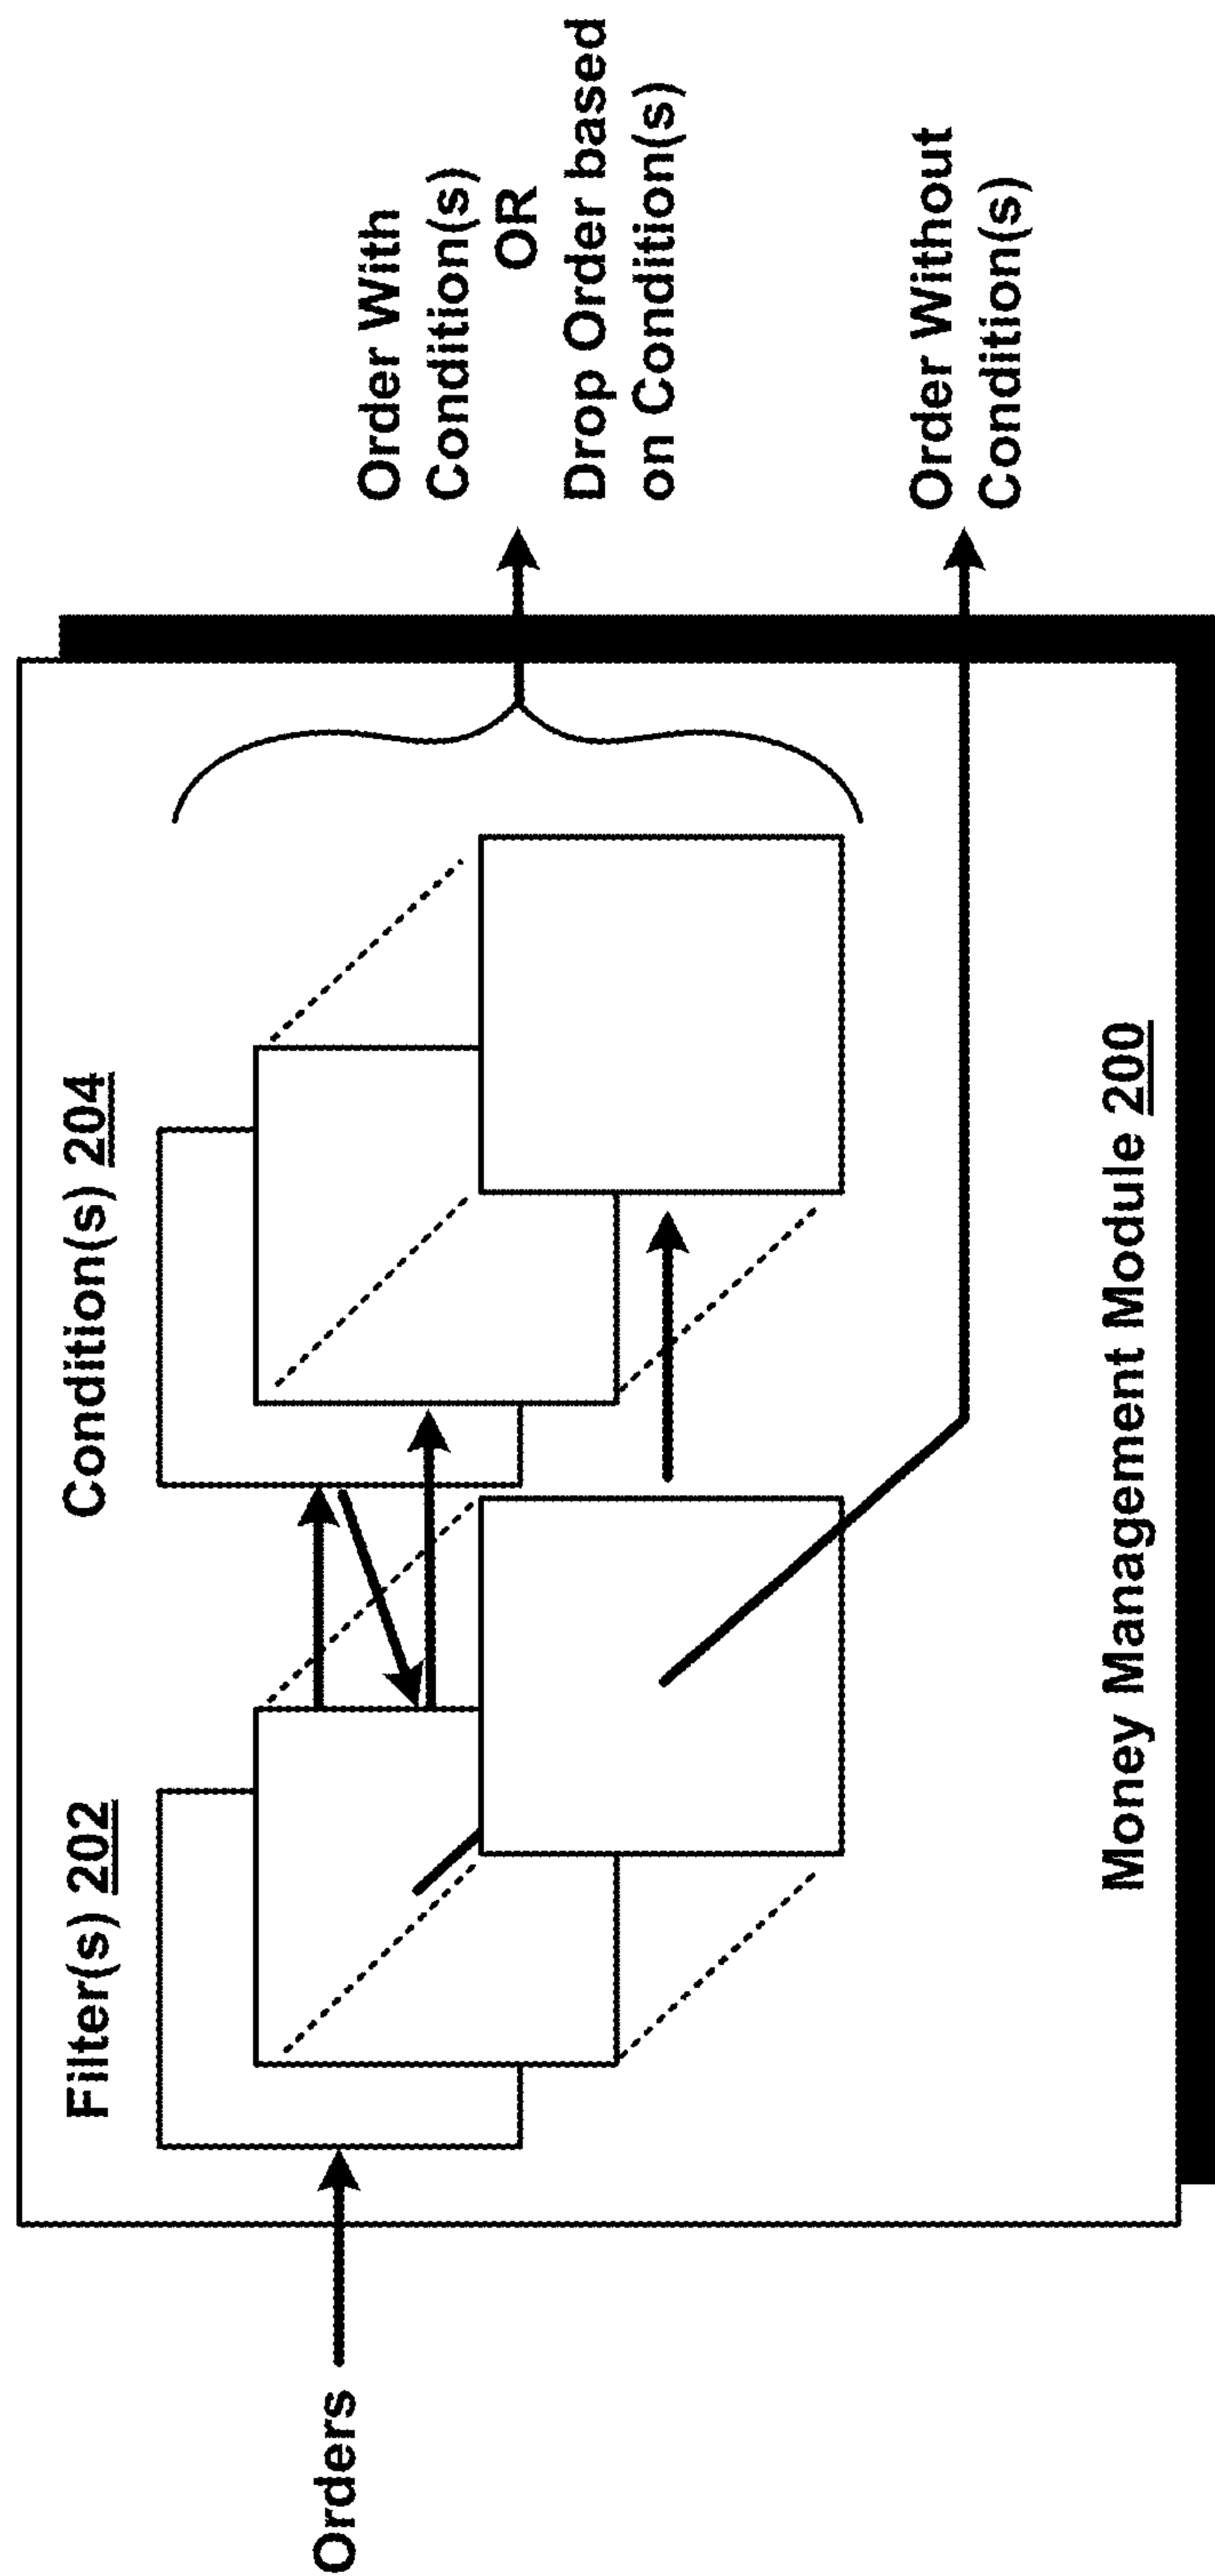 Filter(s) 202
Condition(s) 204
Orders
Order With
Condition(s)
OR
Drop Order based
on Condition(s)
Order Without
Condition(s)
Money Management Module 200